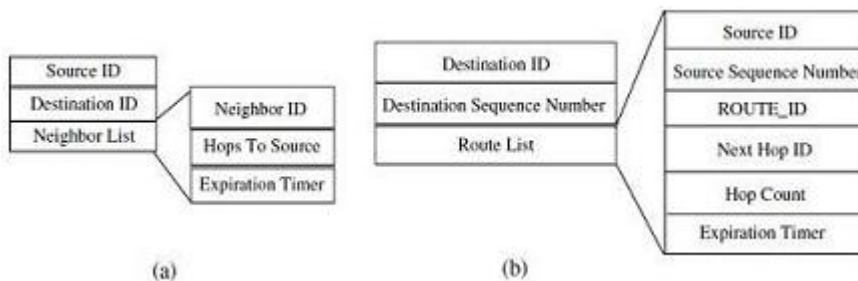 Source ID
Destination ID
Neighbor List
Neighbor ID
Hops To Source
Expiration Timer
(a)
Destination ID
Destination Sequence Number
Route List
Source ID
Source Sequence Number
ROUTE_ID
Next Hop ID
Hop Count
Expiration Timer
(b)